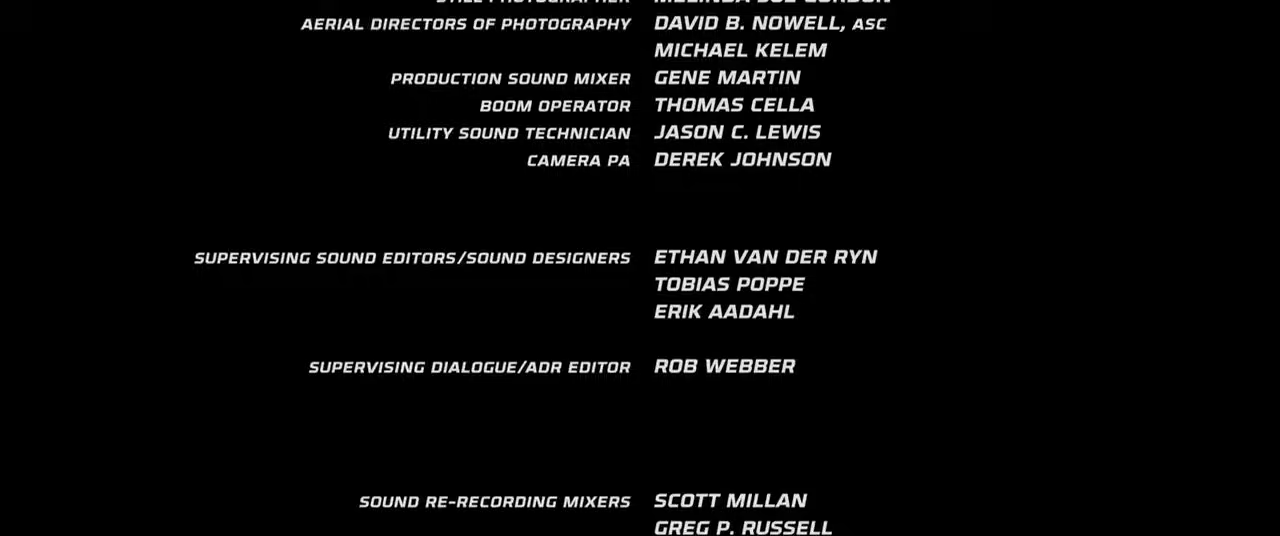 AERIAL DIRECTORS OF PHOTOGRAPHY DAVID B. NOWELL, ASC
MICHAEL KELEM
PRODUCTION SOUND MIXER GENE MARTIN
BOOM OPERATOR THOMAS CELLA
UTILITY SOUND TECHNICIAN JASON C. LEWIS
CAMERA PA DEREK JOHNSON
SUPERVISING SOUND EDITORS/SOUND DESIGNERS ETHAN VAN DER RYN
TOBIAS POPPE
ERIK AADAHL
SUPERVISING DIALOGUE/ADR EDITOR ROB WEBBER
SOUND RE-RECORDING MIXERS SCOTT MILLAN
GREG P. RUSSELL